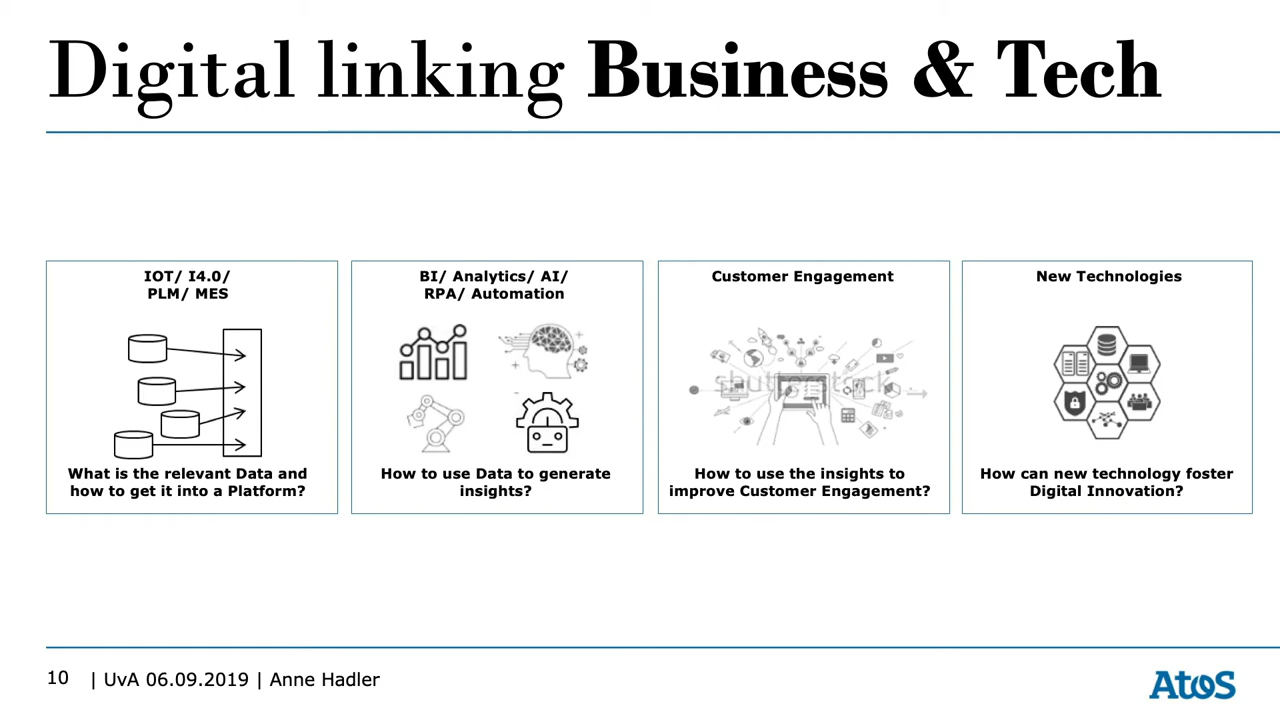 Digital linking Business & Tech
IOT/ I4.0/
PLM/ MES
What is the relevant Data and
how to get it into a Platform?
BI/ Analytics/ AI/
RPA/ Automation
How to use Data to generate
insights?
Customer Engagement
shutterstock
How to use the insights to
improve Customer Engagement?
New Technologies
How can new technology foster
Digital Innovation?
10 | UvA 06.09.2019 | Anne Hadler
Atos